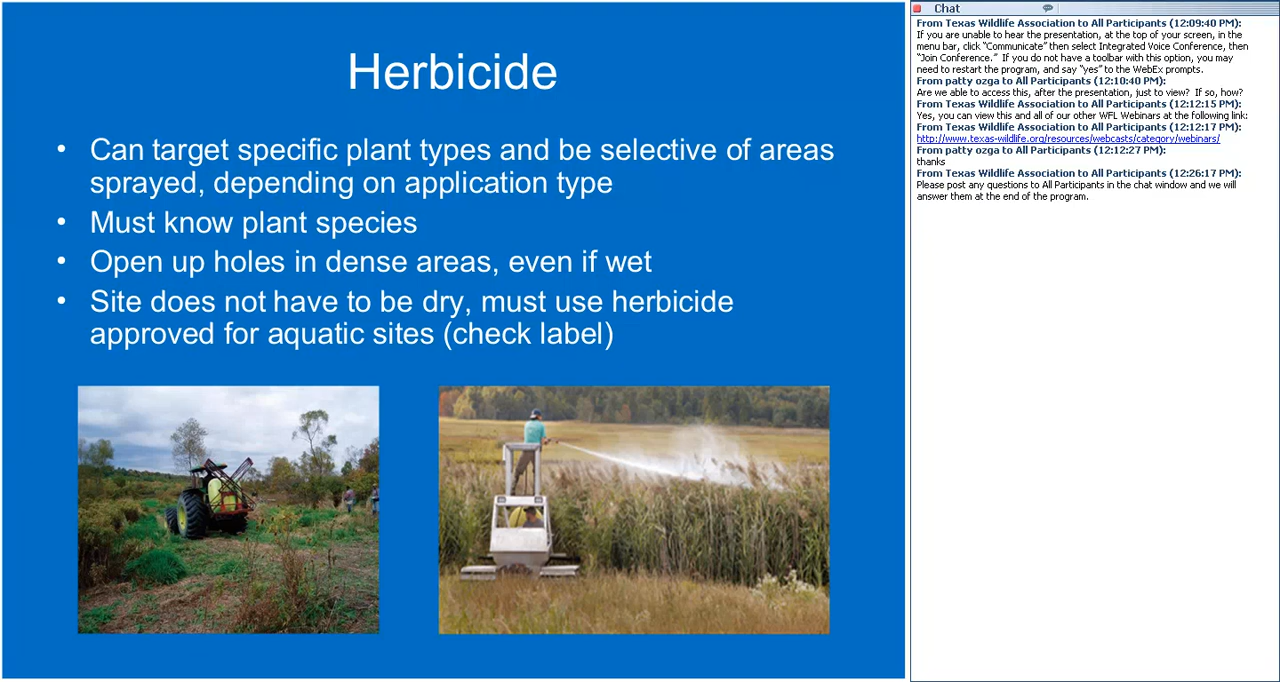 Herbicide
• Can target specific plant types and be selective of areas
sprayed, depending on application type
• Must know plant species
• Open up holes in dense areas, even if wet
• Site does not have to be dry, must use herbicide
approved for aquatic sites (check label)
Chat
From Texas Wildlife Association to All Participants (12:09:40 PM):
If you are unable to hear the presentation, at the top of your screen, in the
menu bar, click “Communicate” then select Integrated Voice Conference, then
“Join Conference.”  If you do not have a toolbar with this option, you may
need to restart the program, and say “yes” to the WebEx prompts.
From patty ozga to All Participants (12:10:40 PM):
Are we able to access this, after the presentation, just to view?  If so, how?
From Texas Wildlife Association to All Participants (12:12:15 PM):
Yes, you can view this and all of our other WFL Webinars at the following link:
From Texas Wildlife Association to All Participants (12:12:17 PM):
http://www.texas-wildlife.org/resources/webcasts/category/webinars/
From patty ozga to All Participants (12:12:27 PM):
thanks
From Texas Wildlife Association to All Participants (12:26:17 PM):
Please post any questions to All Participants in the chat window and we will
answer them at the end of the program.